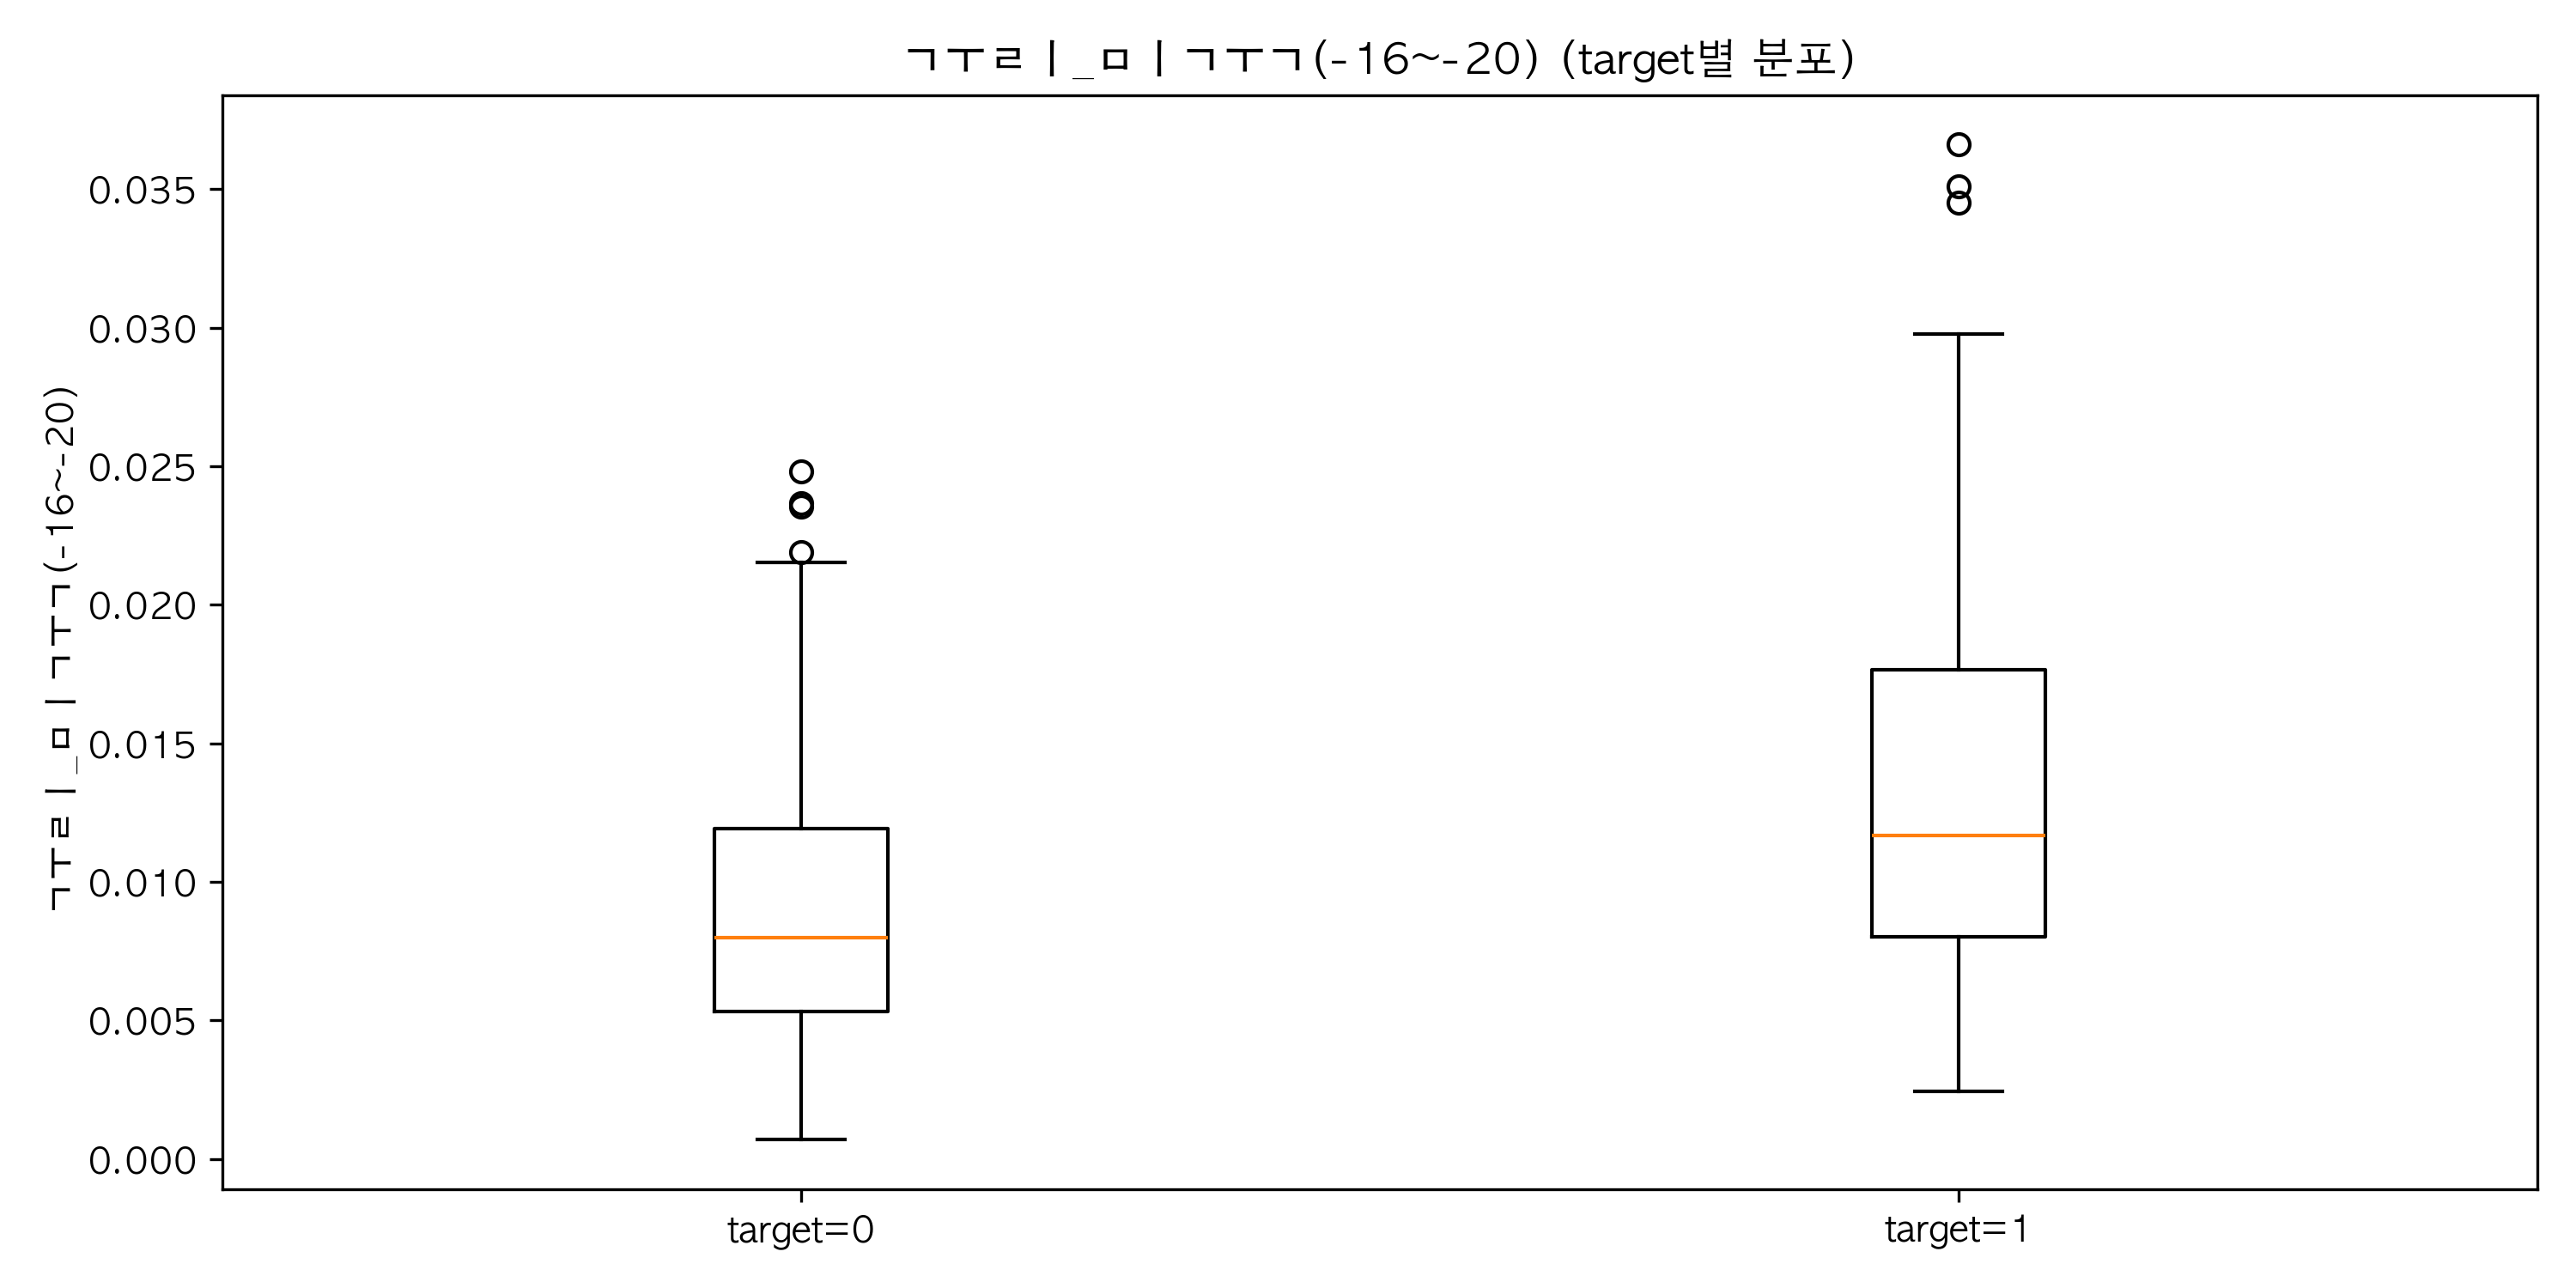 ㄱㅜㄹㅣ_ㅁㅣㄱㅜㄱ(-16~-20) (target별 분포)
ㄱㅜㄹㅣ_ㅁㅣㄱㅜㄱ(-16~-20)
0.035
0.030
0.025
0.020
0.015
0.010
0.005
0.000
target=0
target=1